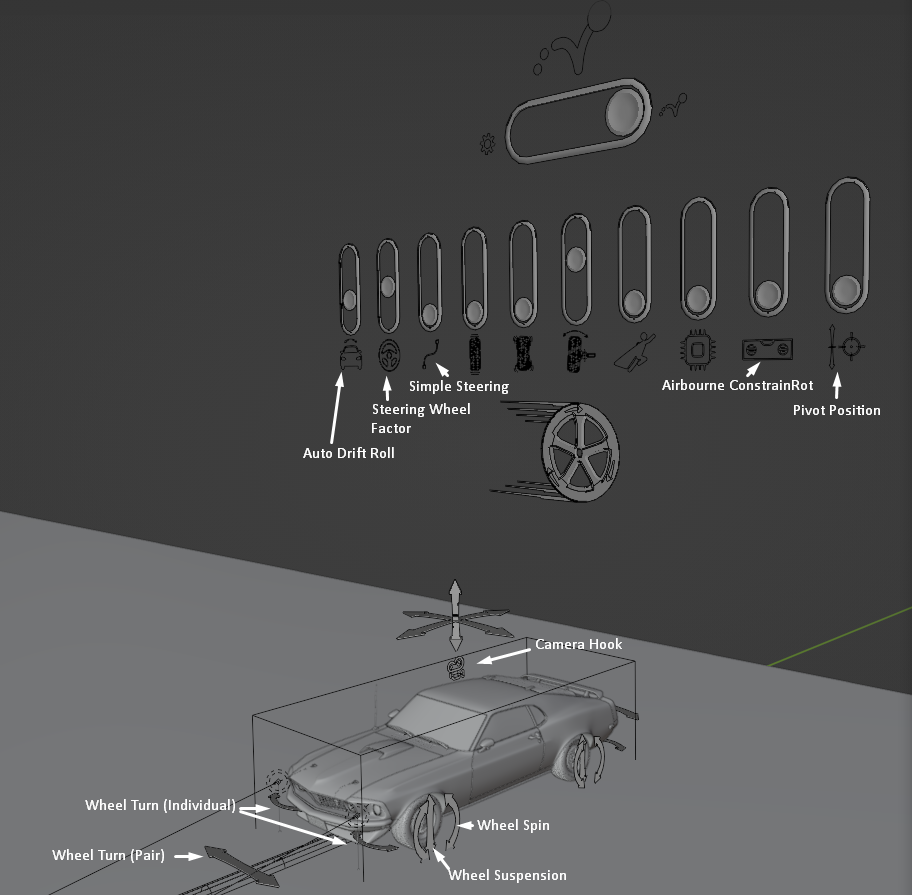 Simple Steering
Airbourne ConstrainRot
Steering Wheel
Factor
Pivot Position
Auto Drift Roll
Camera Hook
Wheel Turn (Individual)
Wheel Spin
Wheel Turn (Pair)
Wheel Suspension